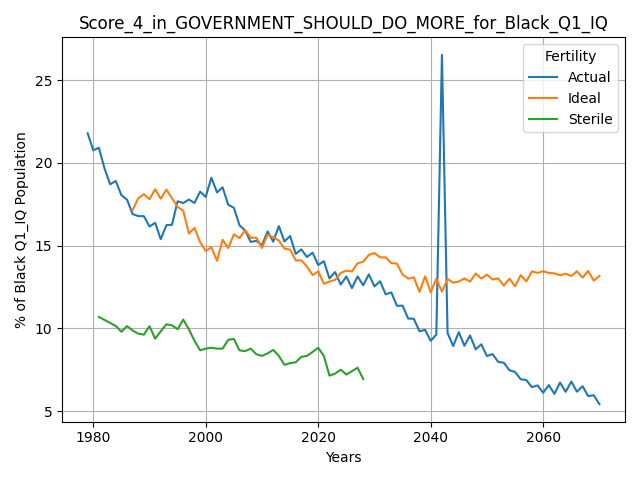 Score_4_in_GOVERNMENT_SHOULD_DO_MORE_for_Black_Q1_IQ
Fertility
Actual
Ideal
Sterile
% of Black Q1_IQ Population
25
20
15
10
5
1980
2000
2020
2040
2060
Years